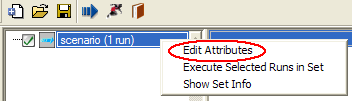 scenario (1 run)
Edit Attributes
Execute Selected Runs in Set
Show Set Info